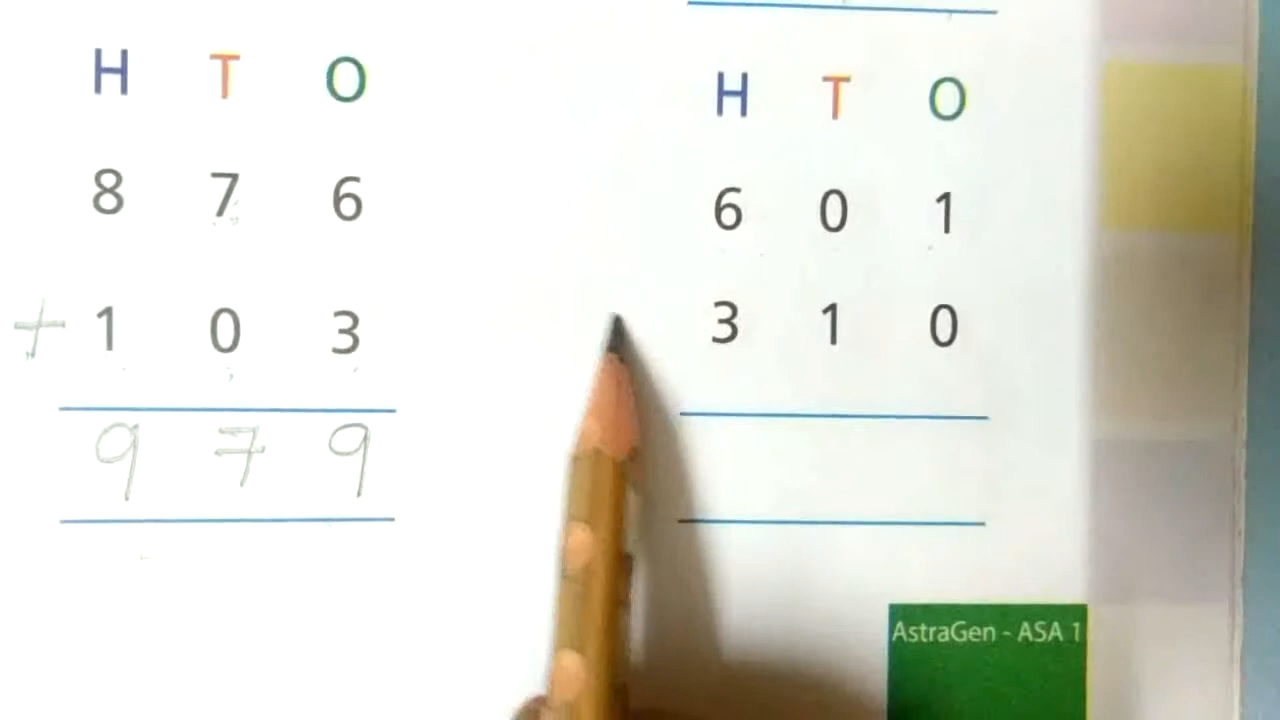 H T O
8 7 6
+ 1 0 3
9 7 9
H T O
6 0 1
3 1 0
AstraGen - ASA 1